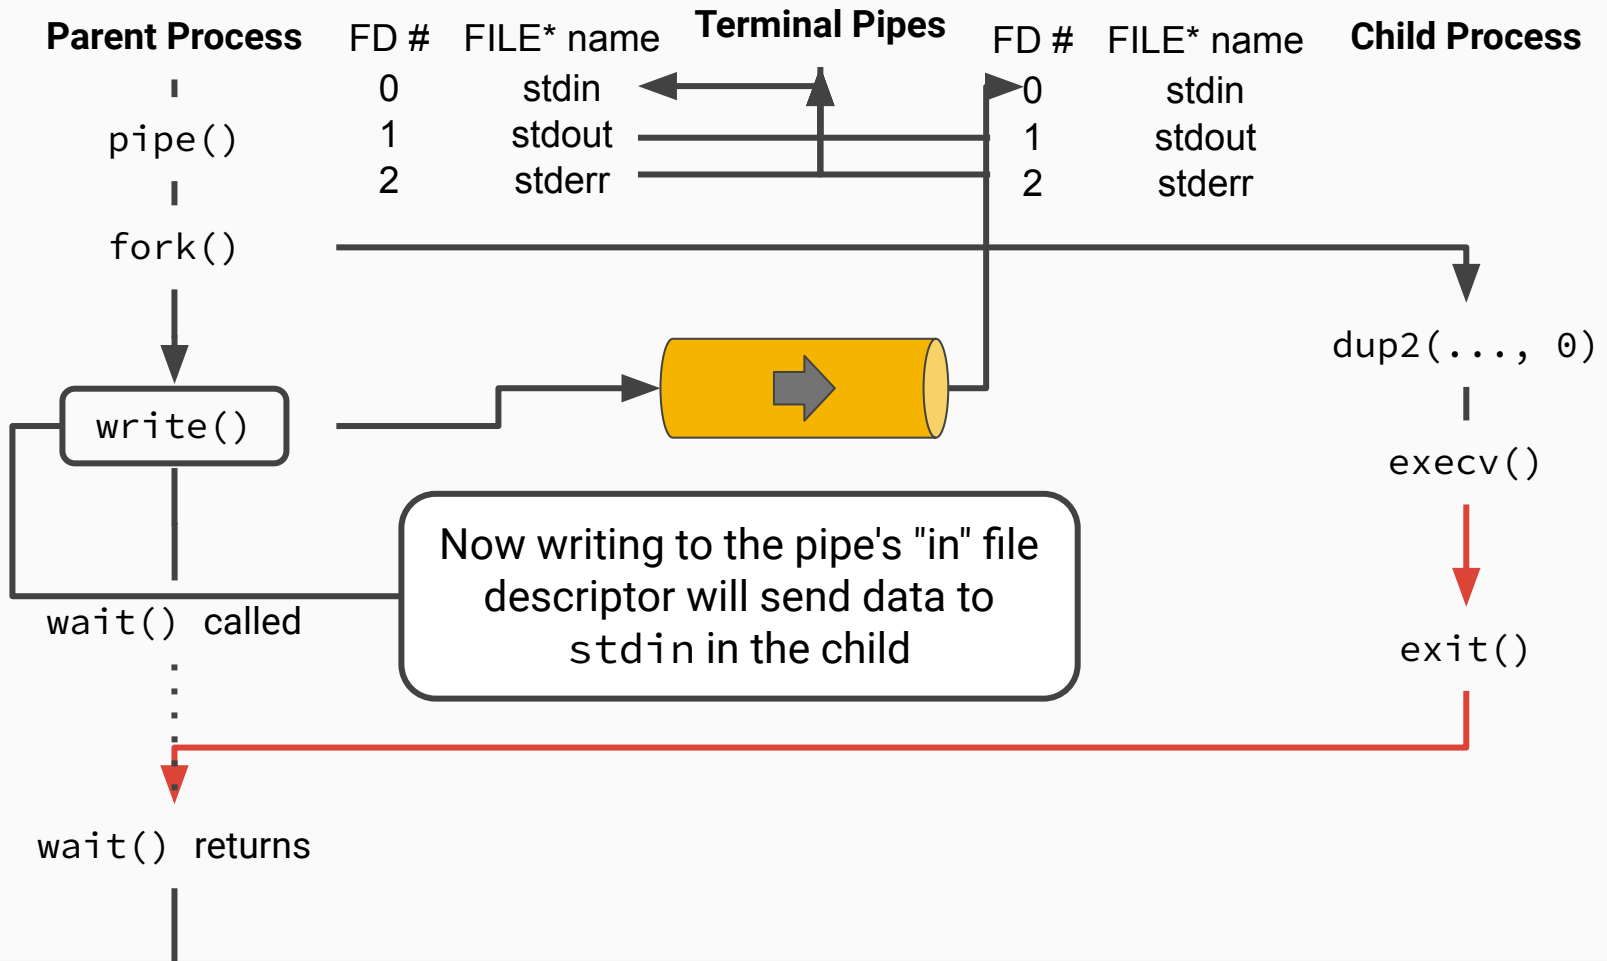 Parent Process FD # FILE* name Terminal Pipes FD # FILE* name Child Process
0 stdin 0 stdin
pipe() 1 stdout 1 stdout
2 stderr 2 stderr
fork()
dup2(..., 0)
write()
execv()
Now writing to the pipe's "in" file
descriptor will send data to
stdin in the child
wait() called
exit()
wait() returns